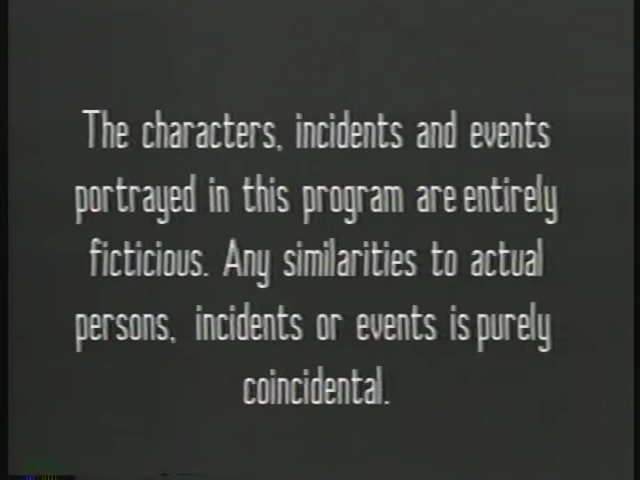 The characters, incidents and events
portrayed in this program are entirely
ficticious. Any similarities to actual
persons, incidents or events is purely
coincidental.